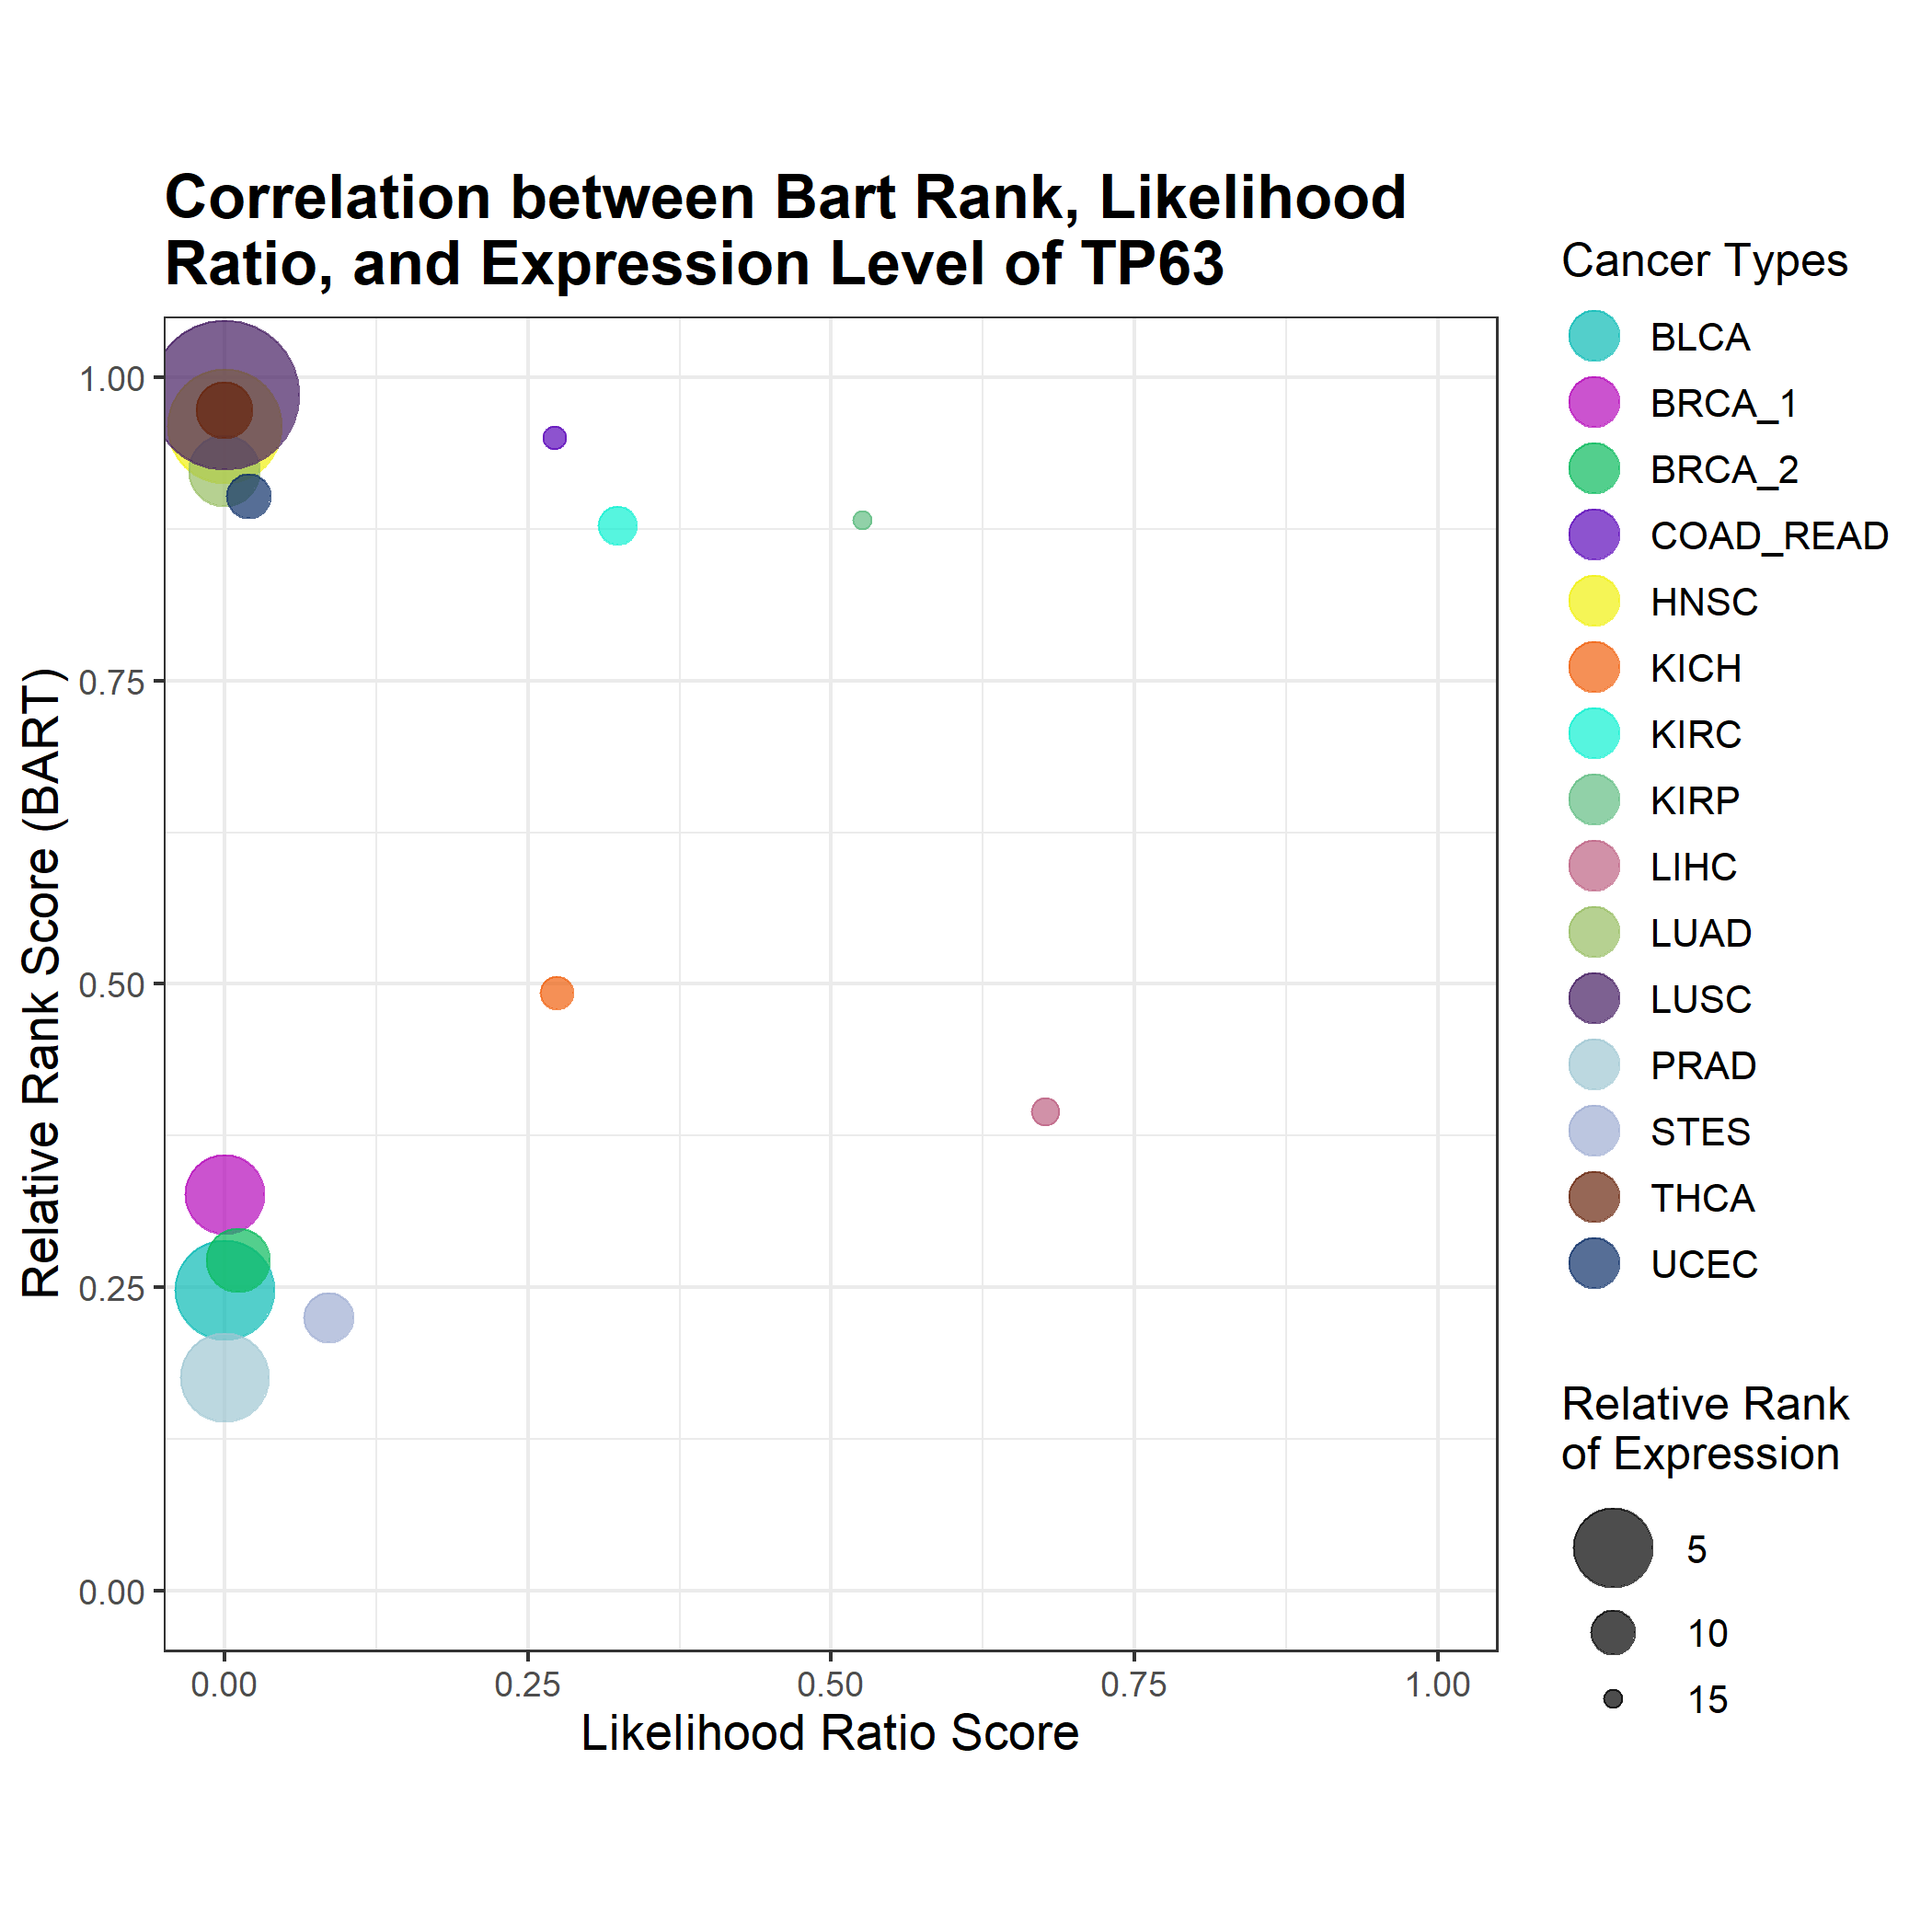 Correlation between Bart Rank, Likelihood
Ratio, and Expression Level of TP63
Relative Rank Score (BART)
1.00
0.75
0.50
0.25
0.00
0.00
0.25
0.50
0.75
1.00
Likelihood Ratio Score
Cancer Types
BLCA
BRCA_1
BRCA_2
COAD_READ
HNSC
KICH
KIRC
KIRP
LIHC
LUAD
LUSC
PRAD
STES
THCA
UCEC
Relative Rank
of Expression
5
10
15